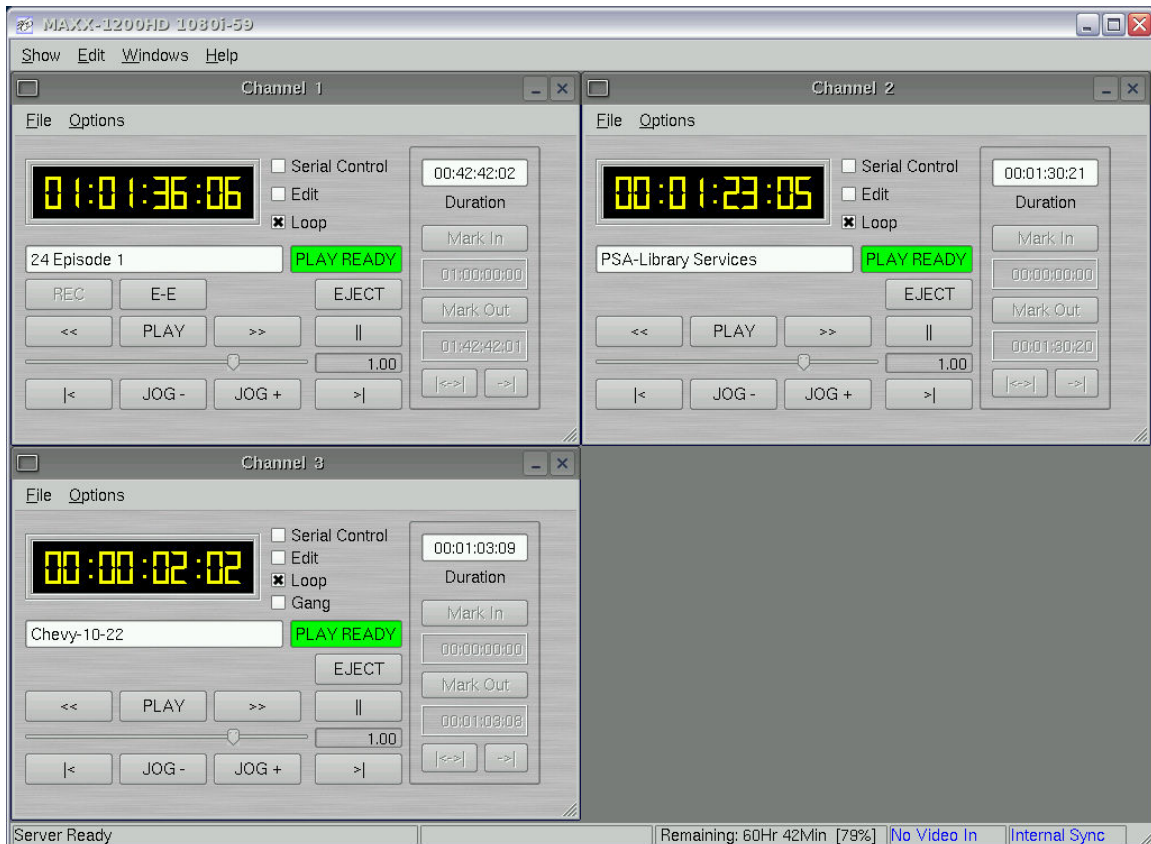 MAXX-1200HD 1080i-59
Show Edit Windows Help
Channel 1
File Options
01:01:36:06
Serial Control
Edit
Loop
00:42:42:02
Duration
Mark In
01:00:00:00
Mark Out
01:42:42:01
|<->| ->|
24 Episode 1
PLAY READY
REC E-E EJECT
<< PLAY >> ||
1.00
|< JOG - JOG + >|
Channel 2
File Options
00:01:23:05
Serial Control
Edit
Loop
00:01:30:21
Duration
Mark In
00:00:00:00
Mark Out
00:01:30:20
|<->| ->|
PSA-Library Services
PLAY READY
EJECT
<< PLAY >> ||
1.00
|< JOG - JOG + >|
Channel 3
File Options
00:00:02:02
Serial Control
Edit
Loop
Gang
00:01:03:09
Duration
Mark In
00:00:00:00
Mark Out
00:01:03:08
|<->| ->|
Chevy-10-22
PLAY READY
EJECT
<< PLAY >> ||
1.00
|< JOG - JOG + >|
Server Ready
Remaining: 60Hr 42Min [79%] No Video In Internal Sync